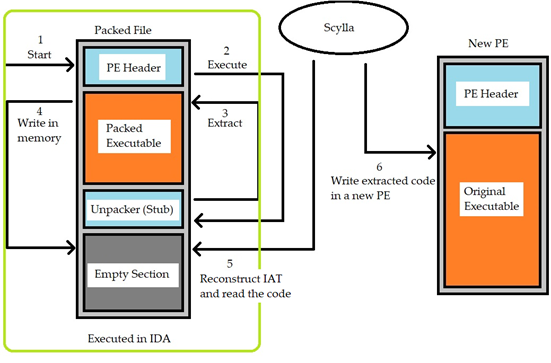 Packed File
1
Start
PE Header
2
Execute
3
Extract
4
Write in
memory
Packed
Executable
Unpacker (Stub)
Empty Section
Executed in IDA
Scylla
5
Reconstruct IAT
and read the code
6
Write extracted code
in a new PE
New PE
PE Header
Original
Executable